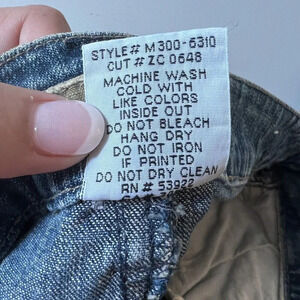 STYLE# M300-6310
CUT # ZC 0648
MACHINE WASH
COLD WITH
LIKE COLORS
INSIDE OUT
DO NOT BLEACH
HANG DRY
DO NOT IRON
IF PRINTED
DO NOT DRY CLEAN
RN # 53922